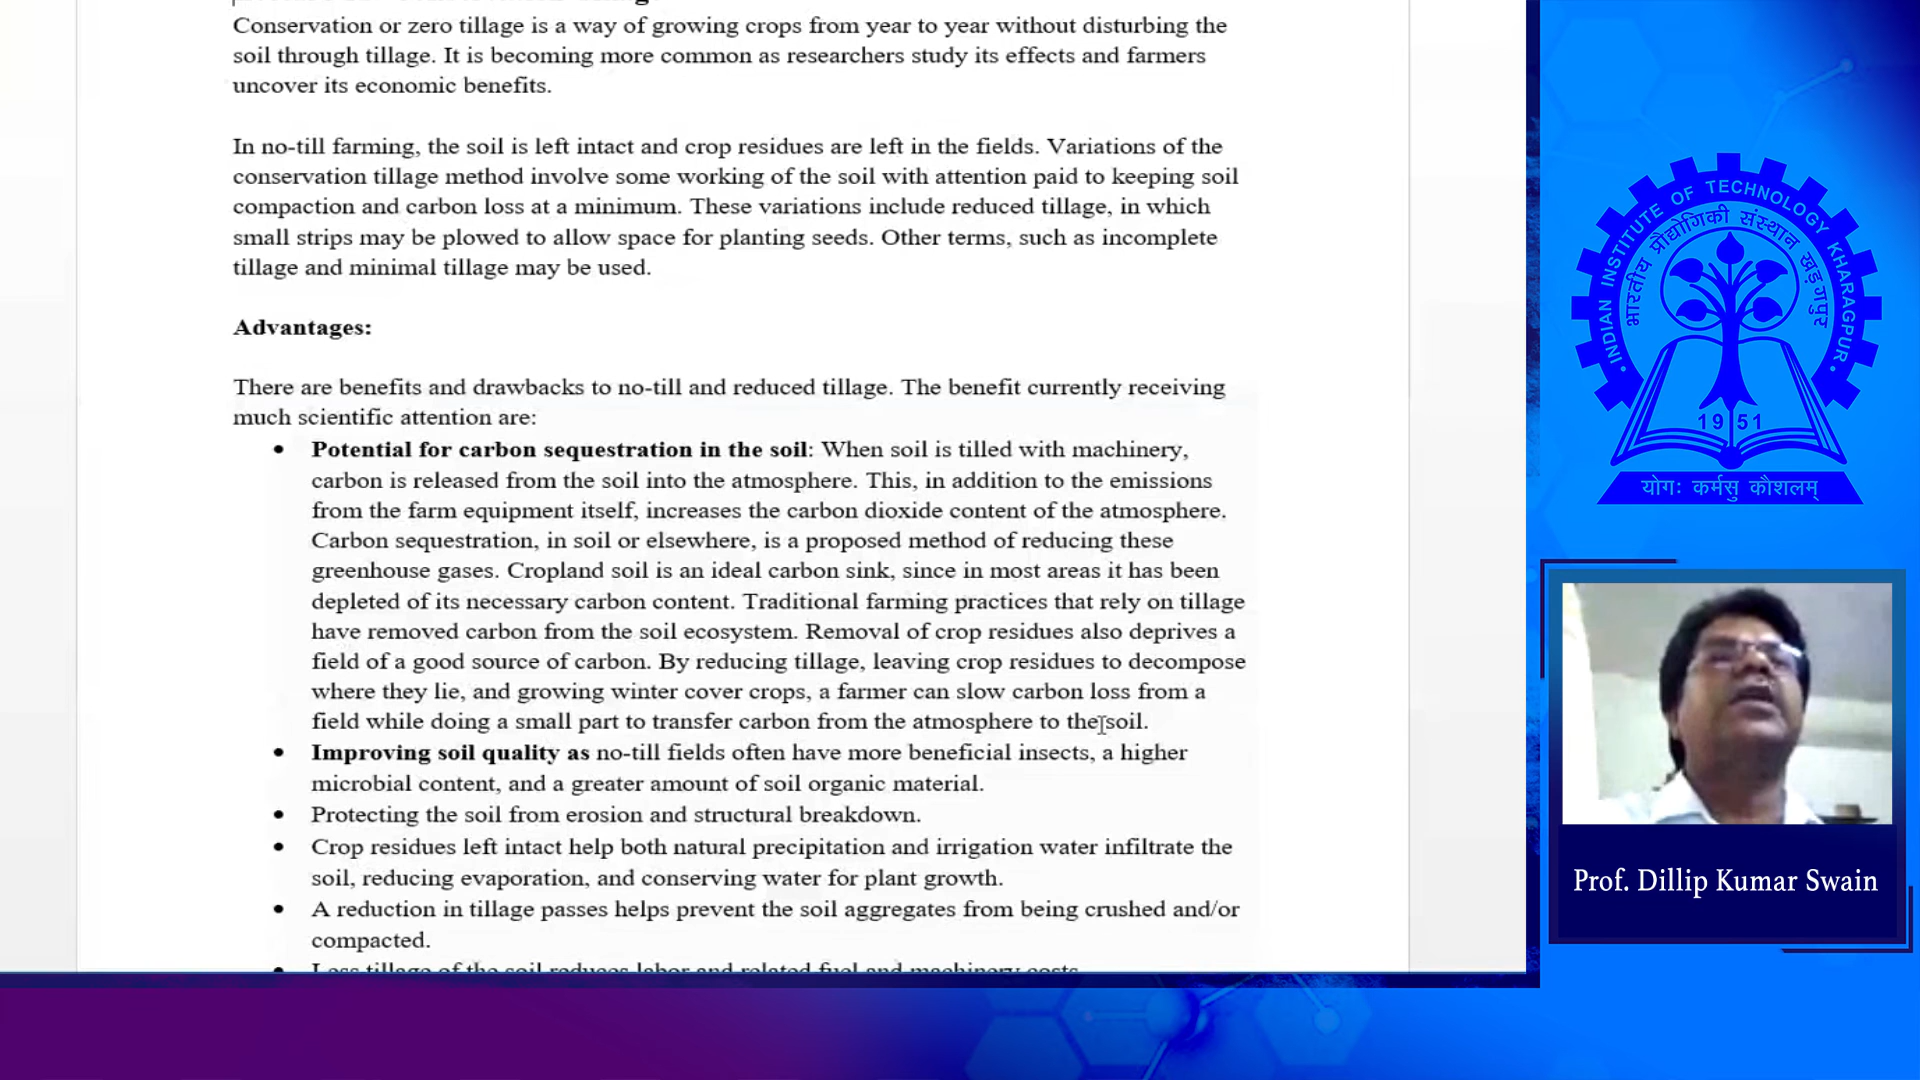 Conservation or zero tillage is a way of growing crops from year to year without disturbing the
soil through tillage. It is becoming more common as researchers study its effects and farmers
uncover its economic benefits.
In no-till farming, the soil is left intact and crop residues are left in the fields. Variations of the
conservation tillage method involve some working of the soil with attention paid to keeping soil
compaction and carbon loss at a minimum. These variations include reduced tillage, in which
small strips may be plowed to allow space for planting seeds. Other terms, such as incomplete
tillage and minimal tillage may be used.
Advantages:
There are benefits and drawbacks to no-till and reduced tillage. The benefit currently receiving
much scientific attention are:
• Potential for carbon sequestration in the soil: When soil is tilled with machinery,
carbon is released from the soil into the atmosphere. This, in addition to the emissions
from the farm equipment itself, increases the carbon dioxide content of the atmosphere.
Carbon sequestration, in soil or elsewhere, is a proposed method of reducing these
greenhouse gases. Cropland soil is an ideal carbon sink, since in most areas it has been
depleted of its necessary carbon content. Traditional farming practices that rely on tillage
have removed carbon from the soil ecosystem. Removal of crop residues also deprives a
field of a good source of carbon. By reducing tillage, leaving crop residues to decompose
where they lie, and growing winter cover crops, a farmer can slow carbon loss from a
field while doing a small part to transfer carbon from the atmosphere to the soil.
• Improving soil quality as no-till fields often have more beneficial insects, a higher
microbial content, and a greater amount of soil organic material.
• Protecting the soil from erosion and structural breakdown.
• Crop residues left intact help both natural precipitation and irrigation water infiltrate the
soil, reducing evaporation, and conserving water for plant growth.
• A reduction in tillage passes helps prevent the soil aggregates from being crushed and/or
compacted.
• Less tillage of the soil reduces labor and related fuel and machinery costs.
INDIAN INSTITUTE OF TECHNOLOGY KHARAGPUR
भारतीय प्रौद्योगिकी संस्थान खड़गपुर
1951
योगः कर्मसु कौशलम्
Prof. Dillip Kumar Swain